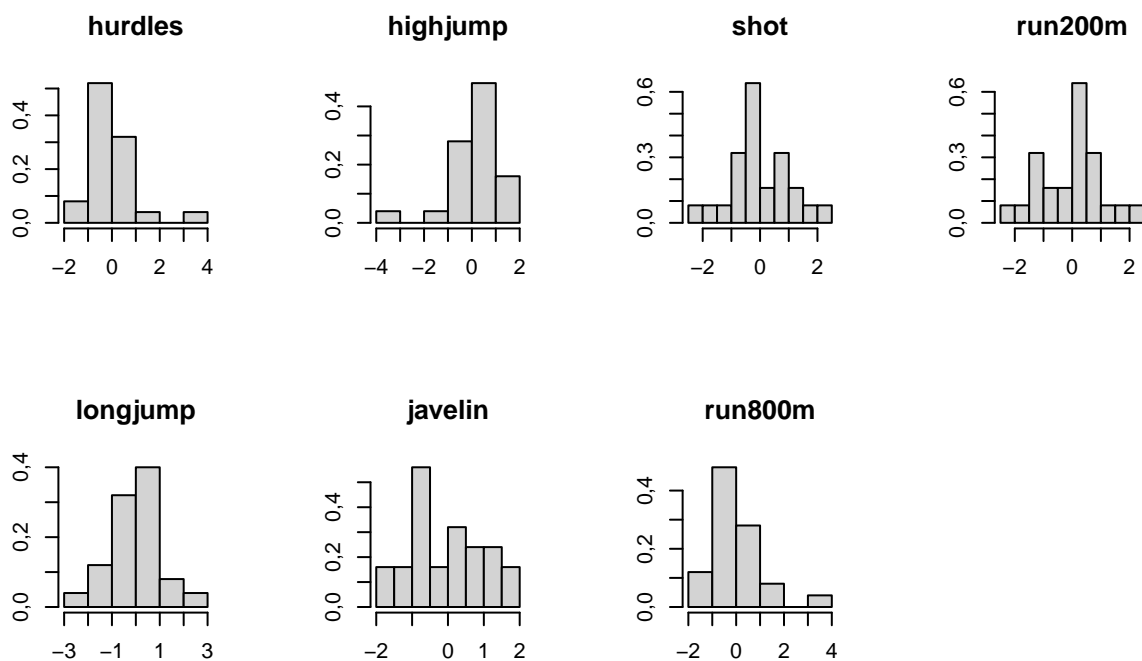 hurdles
0,0 0,2 0,4
−2 0 2 4
highjump
0,0 0,2 0,4
−4 −2 0 2
shot
0,0 0,3 0,6
−2 0 2
run200m
0,0 0,3 0,6
−2 0 2
longjump
0,0 0,2 0,4
−3 −1 1 3
javelin
0,0 0,2 0,4
−2 0 1 2
run800m
0,0 0,2 0,4
−2 0 2 4